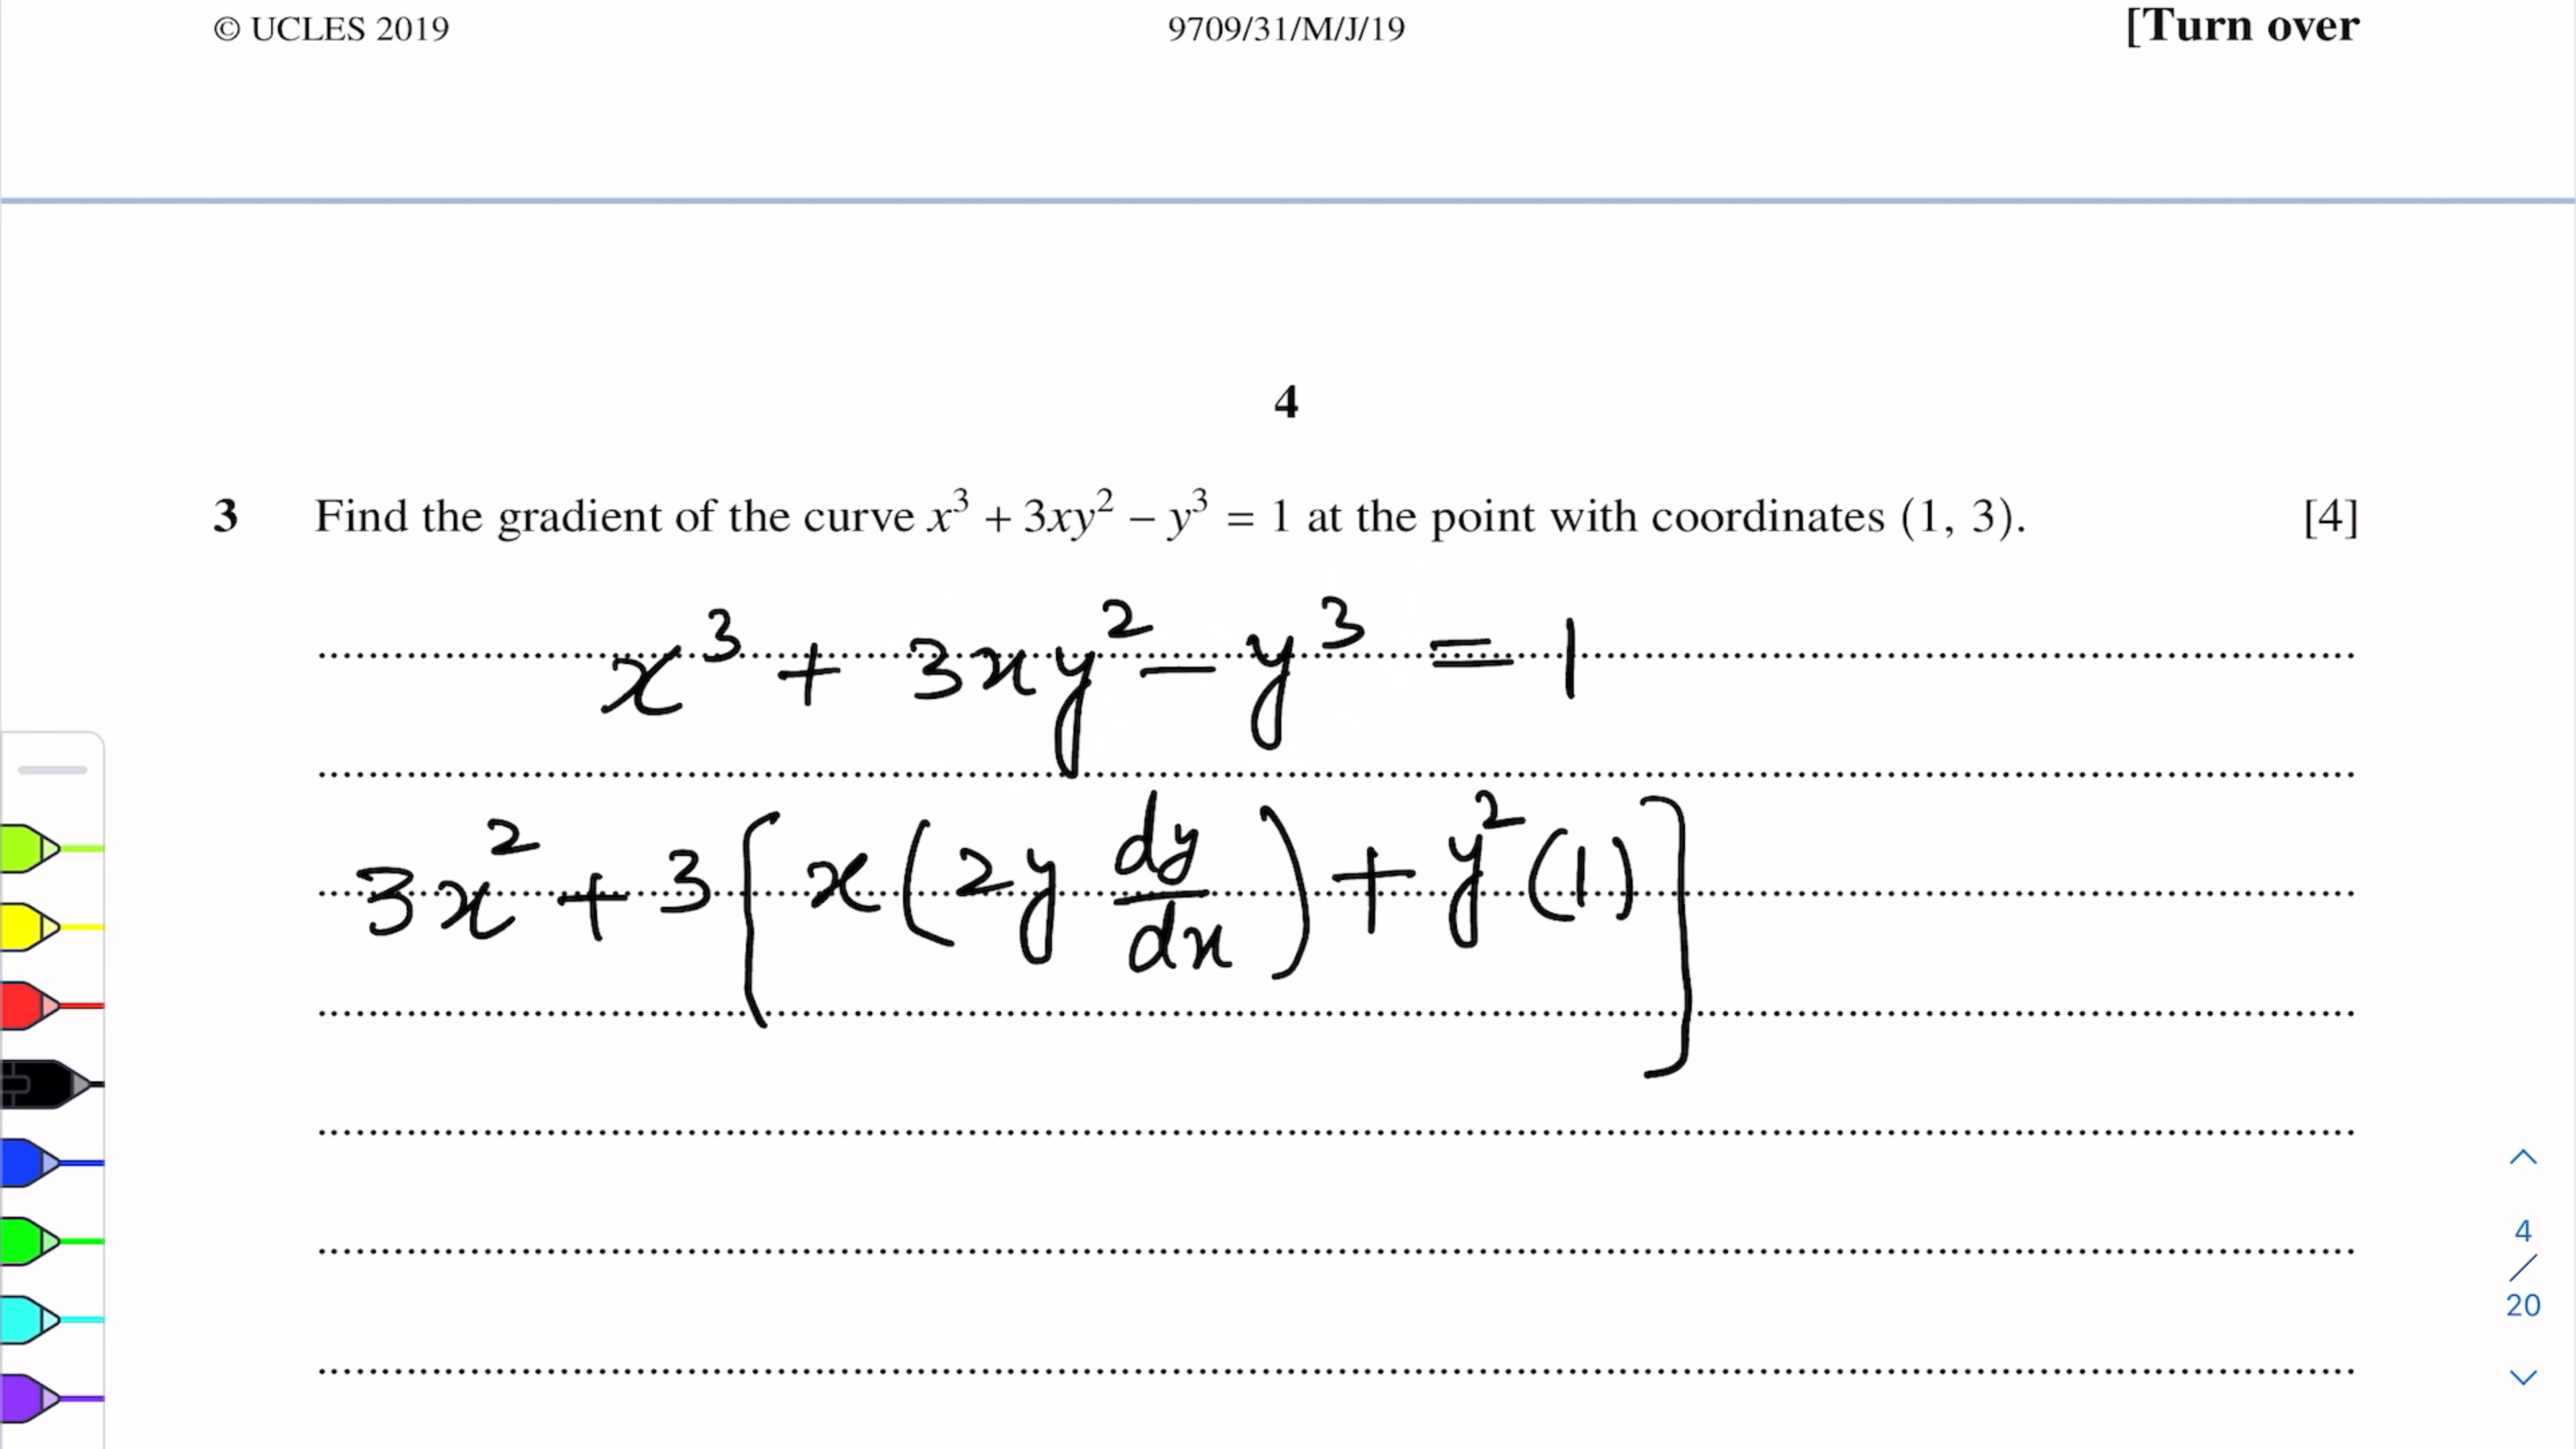 © UCLES 2019 9709/31/M/J/19 [Turn over
4
3 Find the gradient of the curve x³ + 3xy² – y³ = 1 at the point with coordinates (1, 3). [4]
x³ + 3xy² – y³ = 1
3x² + 3[x(2y dy/dx) + y²(1)]
4
/
20